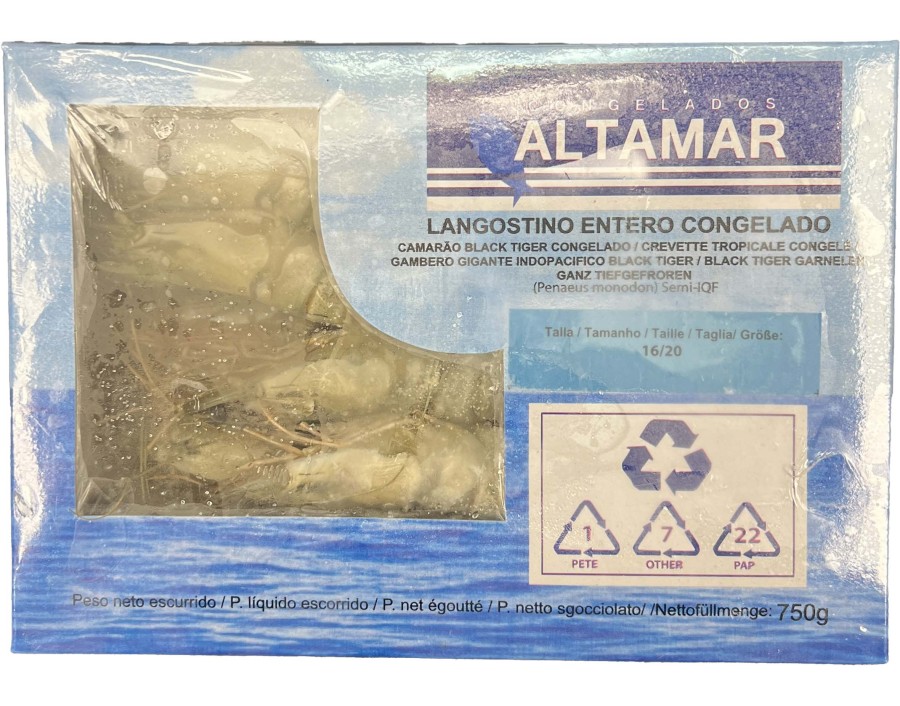 CONGELADOS
ALTAMAR
LANGOSTINO ENTERO CONGELADO
CAMARÃO BLACK TIGER CONGELADO / CREVETTE TROPICALE CONGELÉ
GAMBERO GIGANTE INDOPACIFICO BLACK TIGER / BLACK TIGER GARNELEN
GANZ TIEFGEFROREN
(Penaeus monodon) Semi-IQF
Talla / Tamanho / Taille / Taglia/ Größe:
16/20
1 7 22
PETE OTHER PAP
Peso neto escurrido / P. líquido escorrido / P. net égoutté / P. netto sgocciolato/ /Nettofüllmenge: 750g